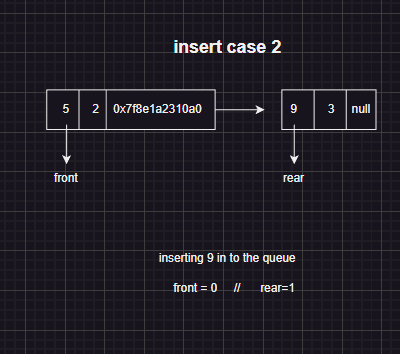 insert case 2
5 2 0x7f8e1a2310a0 9 3 null
front rear
inserting 9 in to the queue
front = 0 // rear=1